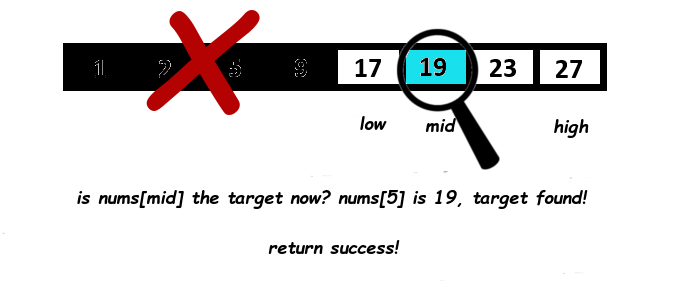 1 2 5 9 17 19 23 27
low mid high
is nums[mid] the target now? nums[5] is 19, target found!
return success!